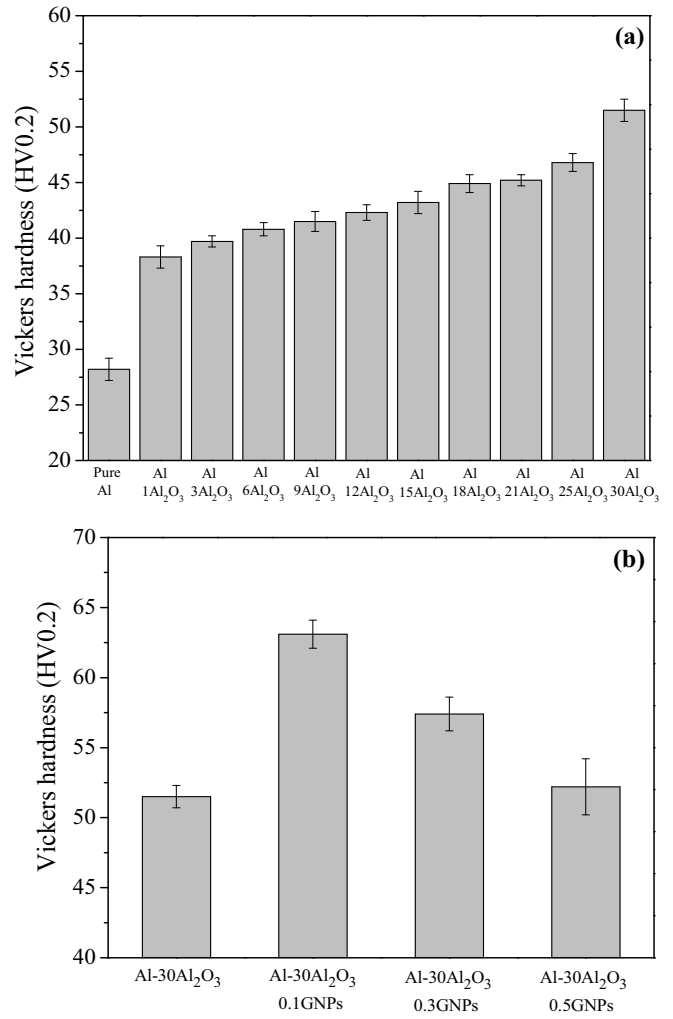 (a)
Vickers hardness (HV0.2)
60
55
50
45
40
35
30
25
20
Pure Al Al Al Al Al Al Al Al Al Al
Al 1Al₂O₃ 3Al₂O₃ 6Al₂O₃ 9Al₂O₃ 12Al₂O₃ 15Al₂O₃ 18Al₂O₃ 21Al₂O₃ 25Al₂O₃ 30Al₂O₃
(b)
Vickers hardness (HV0.2)
70
65
60
55
50
45
40
Al-30Al₂O₃ Al-30Al₂O₃ Al-30Al₂O₃ Al-30Al₂O₃
0.1GNPs 0.3GNPs 0.5GNPs